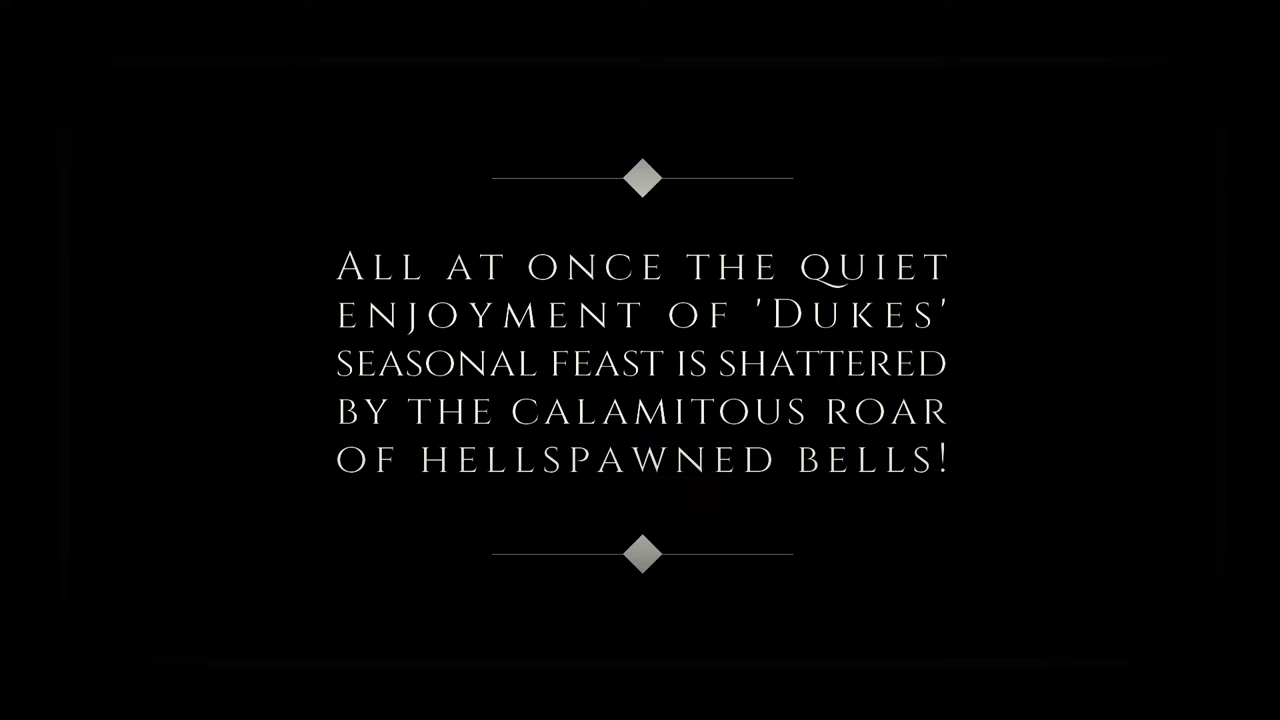 All at once the quiet
enjoyment of 'Dukes'
seasonal feast is shattered
by the calamitous roar
of hellspawned bells!